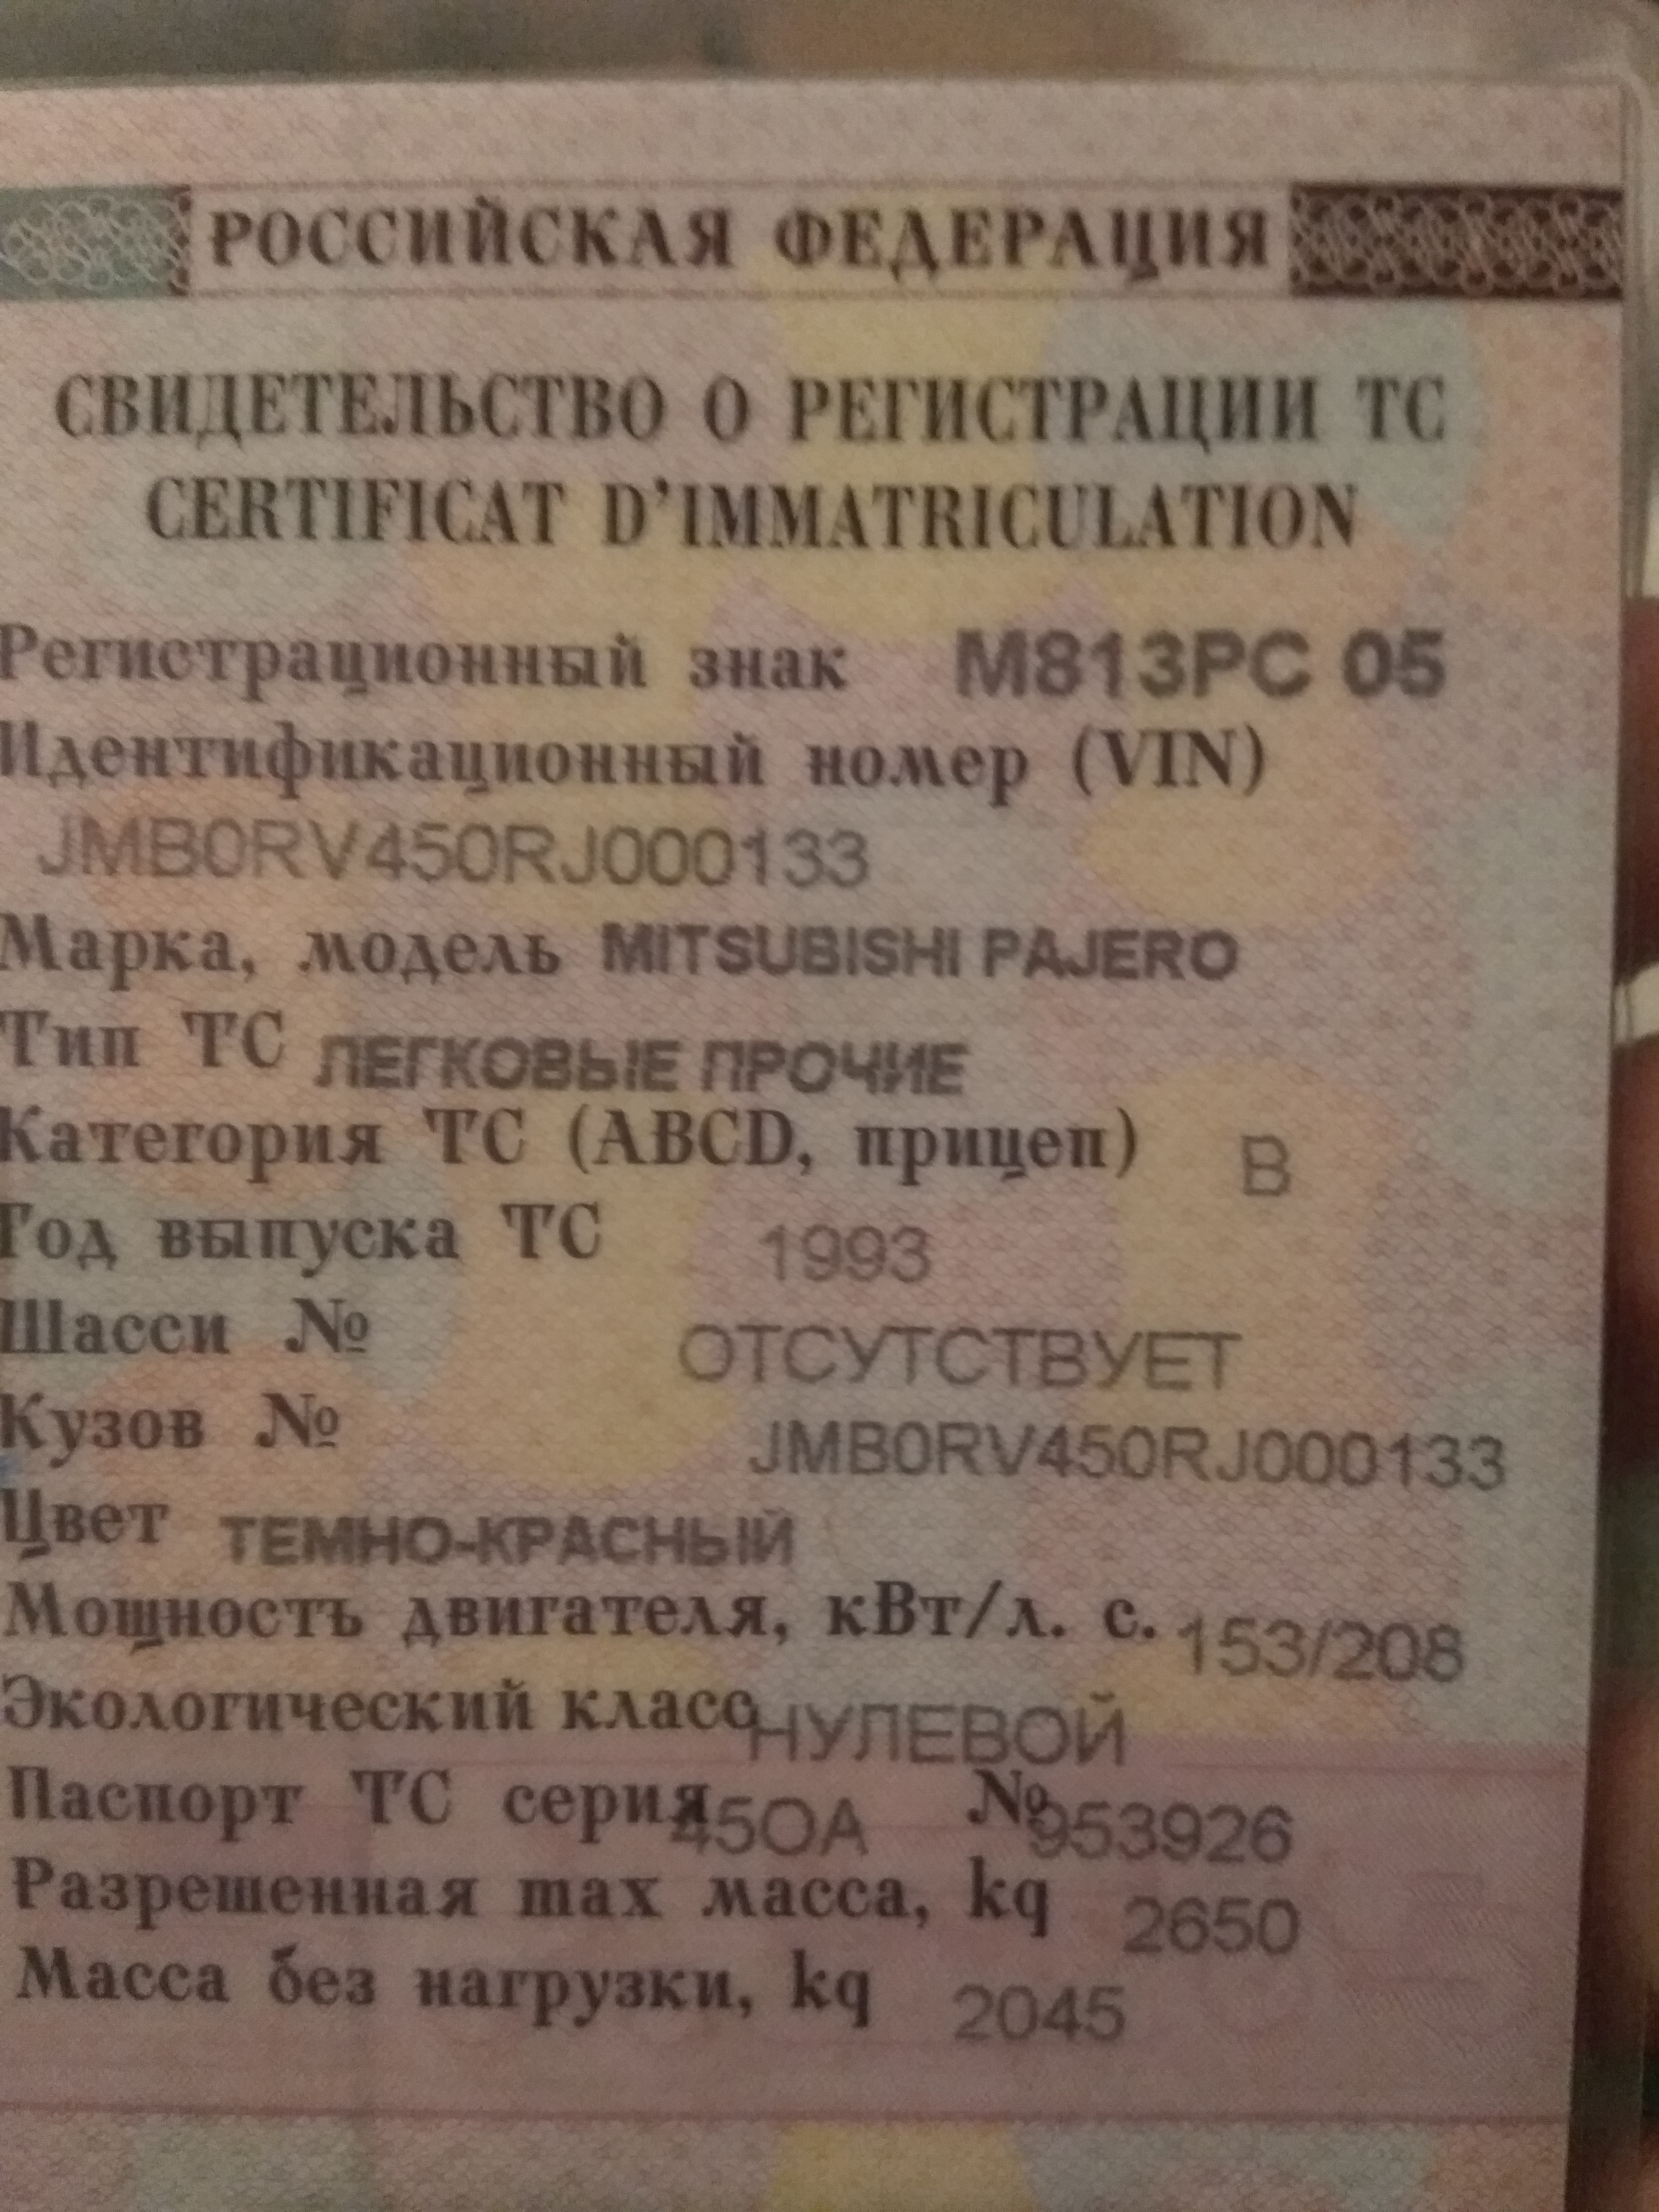 РОССИЙСКАЯ ФЕДЕРАЦИЯ
СВИДЕТЕЛЬСТВО О РЕГИСТРАЦИИ ТС
CERTIFICAT D'IMMATRICULATION
Регистрационный знак М813РС 05
Идентификационный номер (VIN)
JMB0RV450RJ000133
Марка, модель MITSUBISHI PAJERO
Тип ТС ЛЕГКОВЫЕ ПРОЧИЕ
Категория ТС (ABCD, прицеп) B
Год выпуска ТС 1993
Шасси № ОТСУТСТВУЕТ
Кузов № JMB0RV450RJ000133
Цвет ТЕМНО-КРАСНЫЙ
Мощность двигателя, кВт/л. с. 153/208
Экологический класс НУЛЕВОЙ
Паспорт ТС серия 45ОА № 953926
Разрешенная max масса, kq 2650
Масса без нагрузки, kq 2045